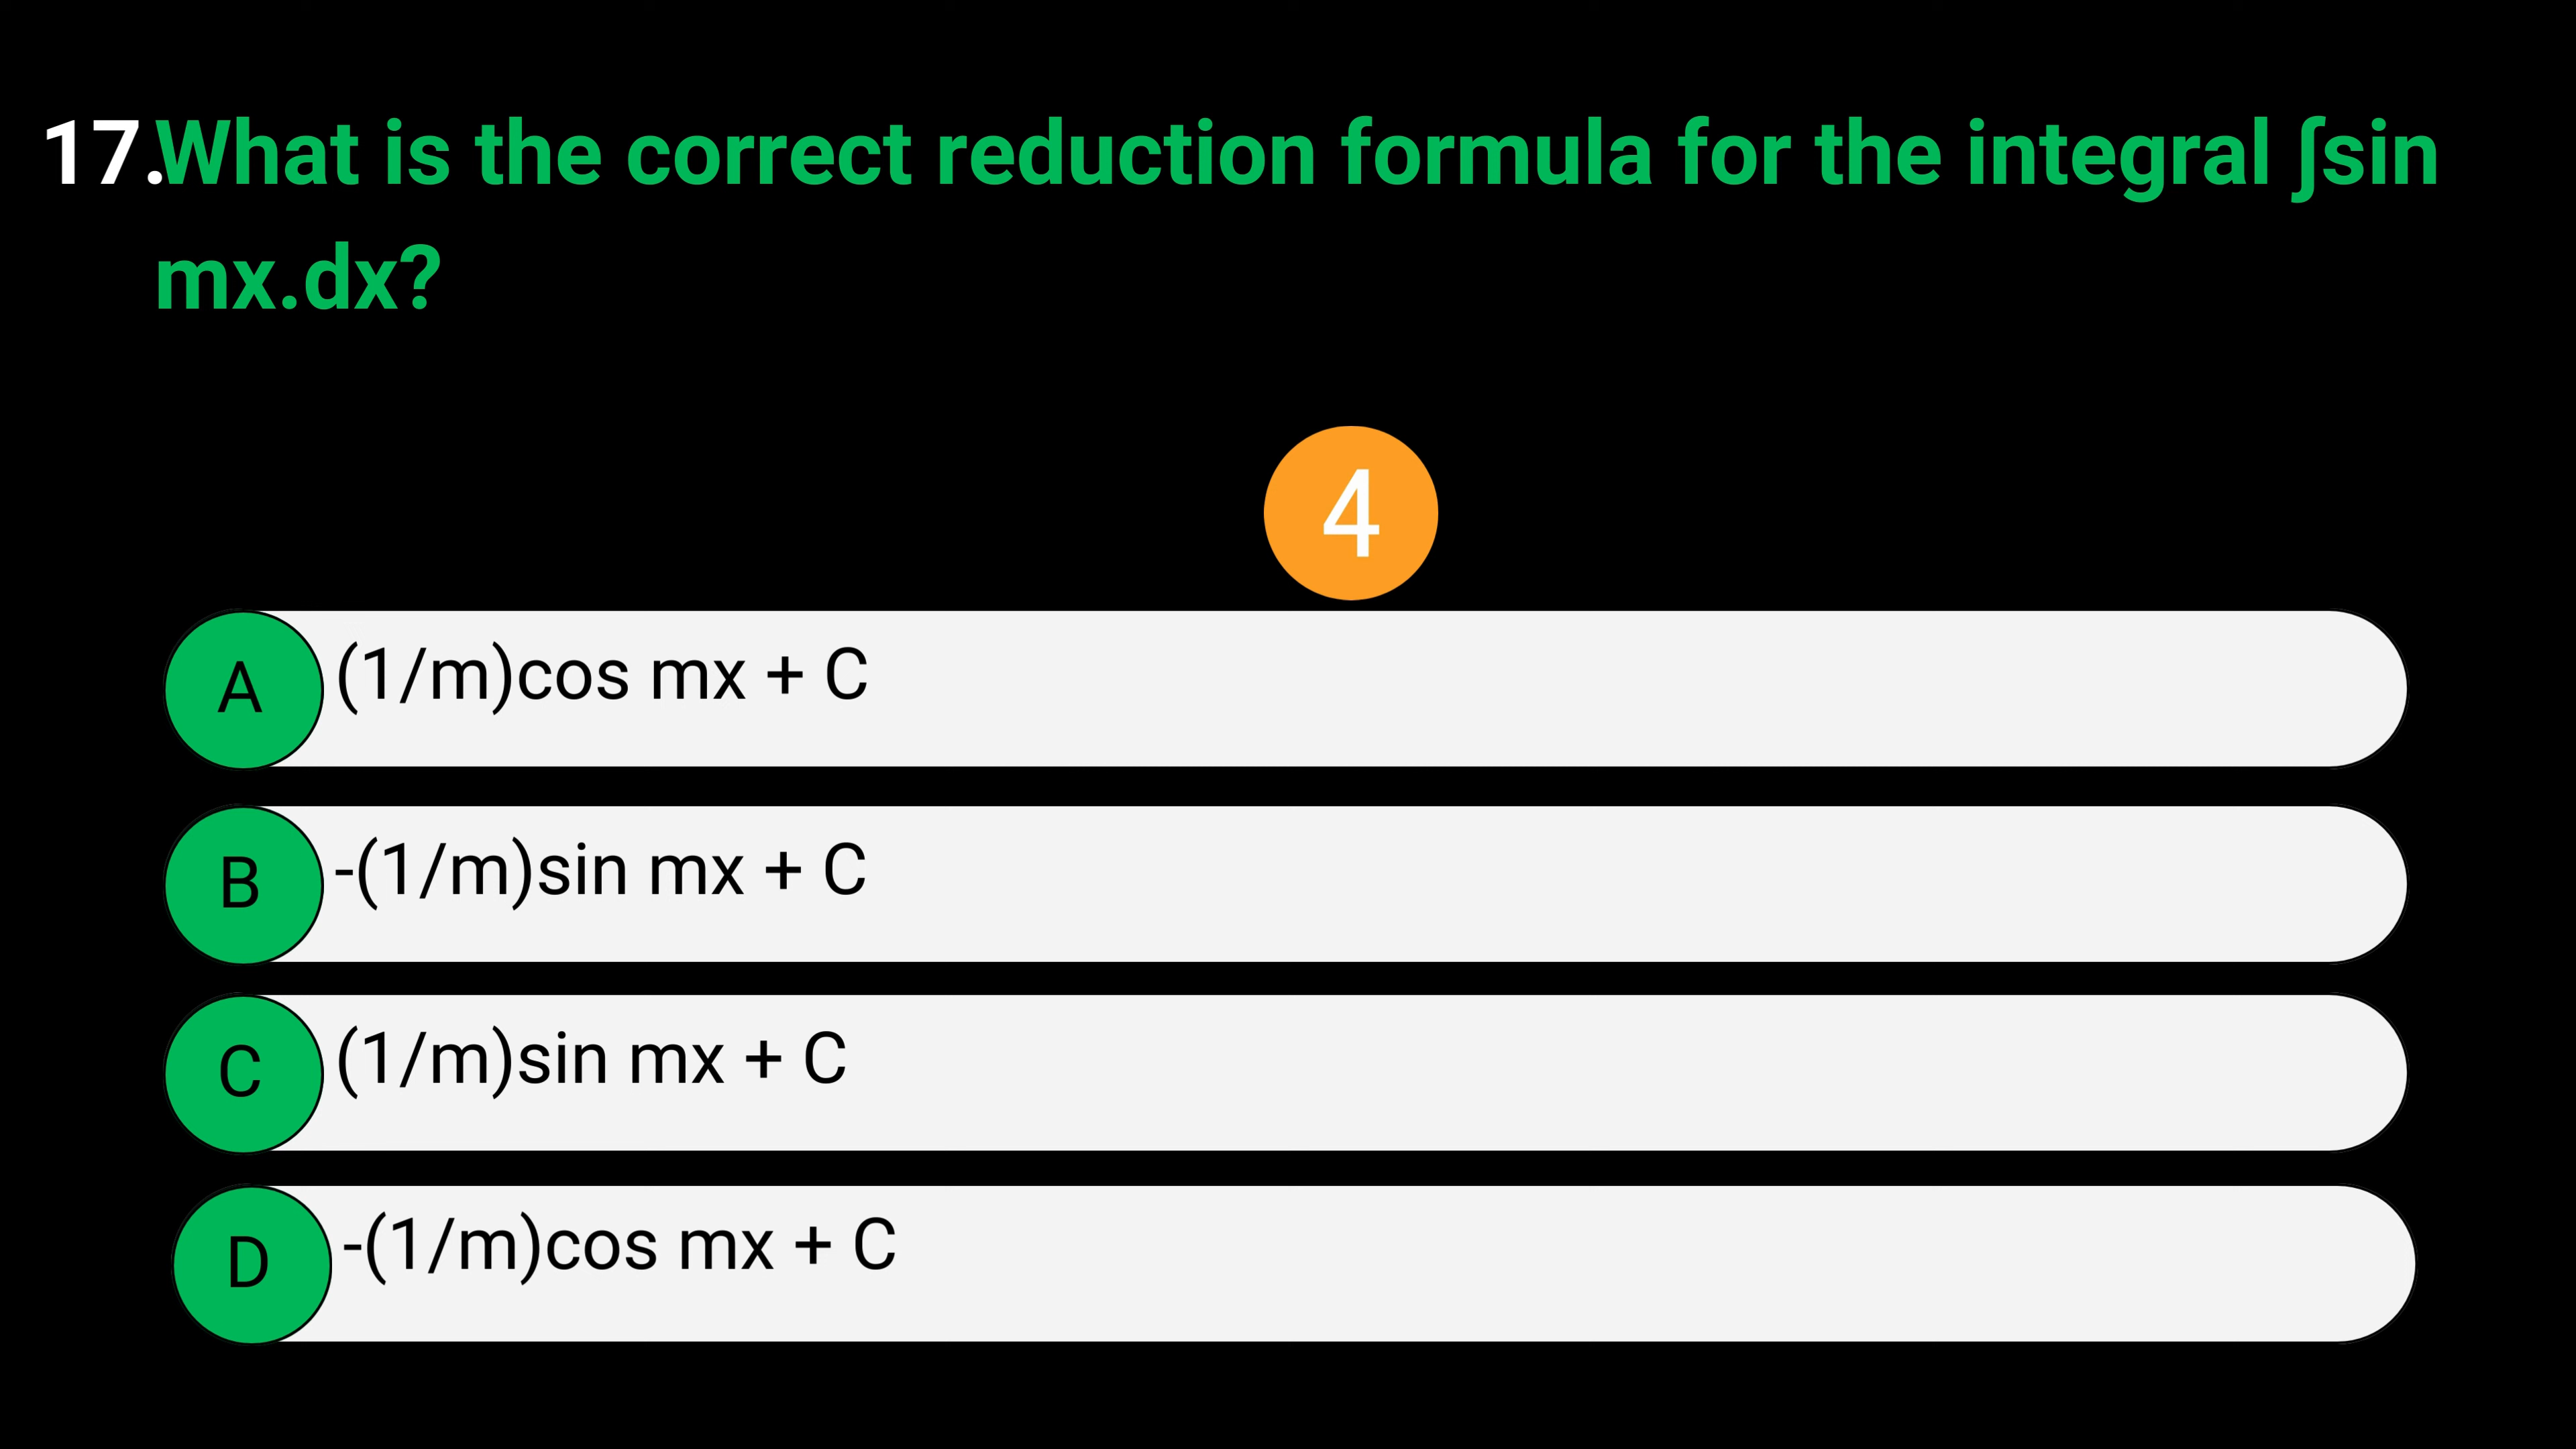 17.What is the correct reduction formula for the integral ∫sin
mx.dx?
4
A (1/m)cos mx + C
B -(1/m)sin mx + C
C (1/m)sin mx + C
D -(1/m)cos mx + C